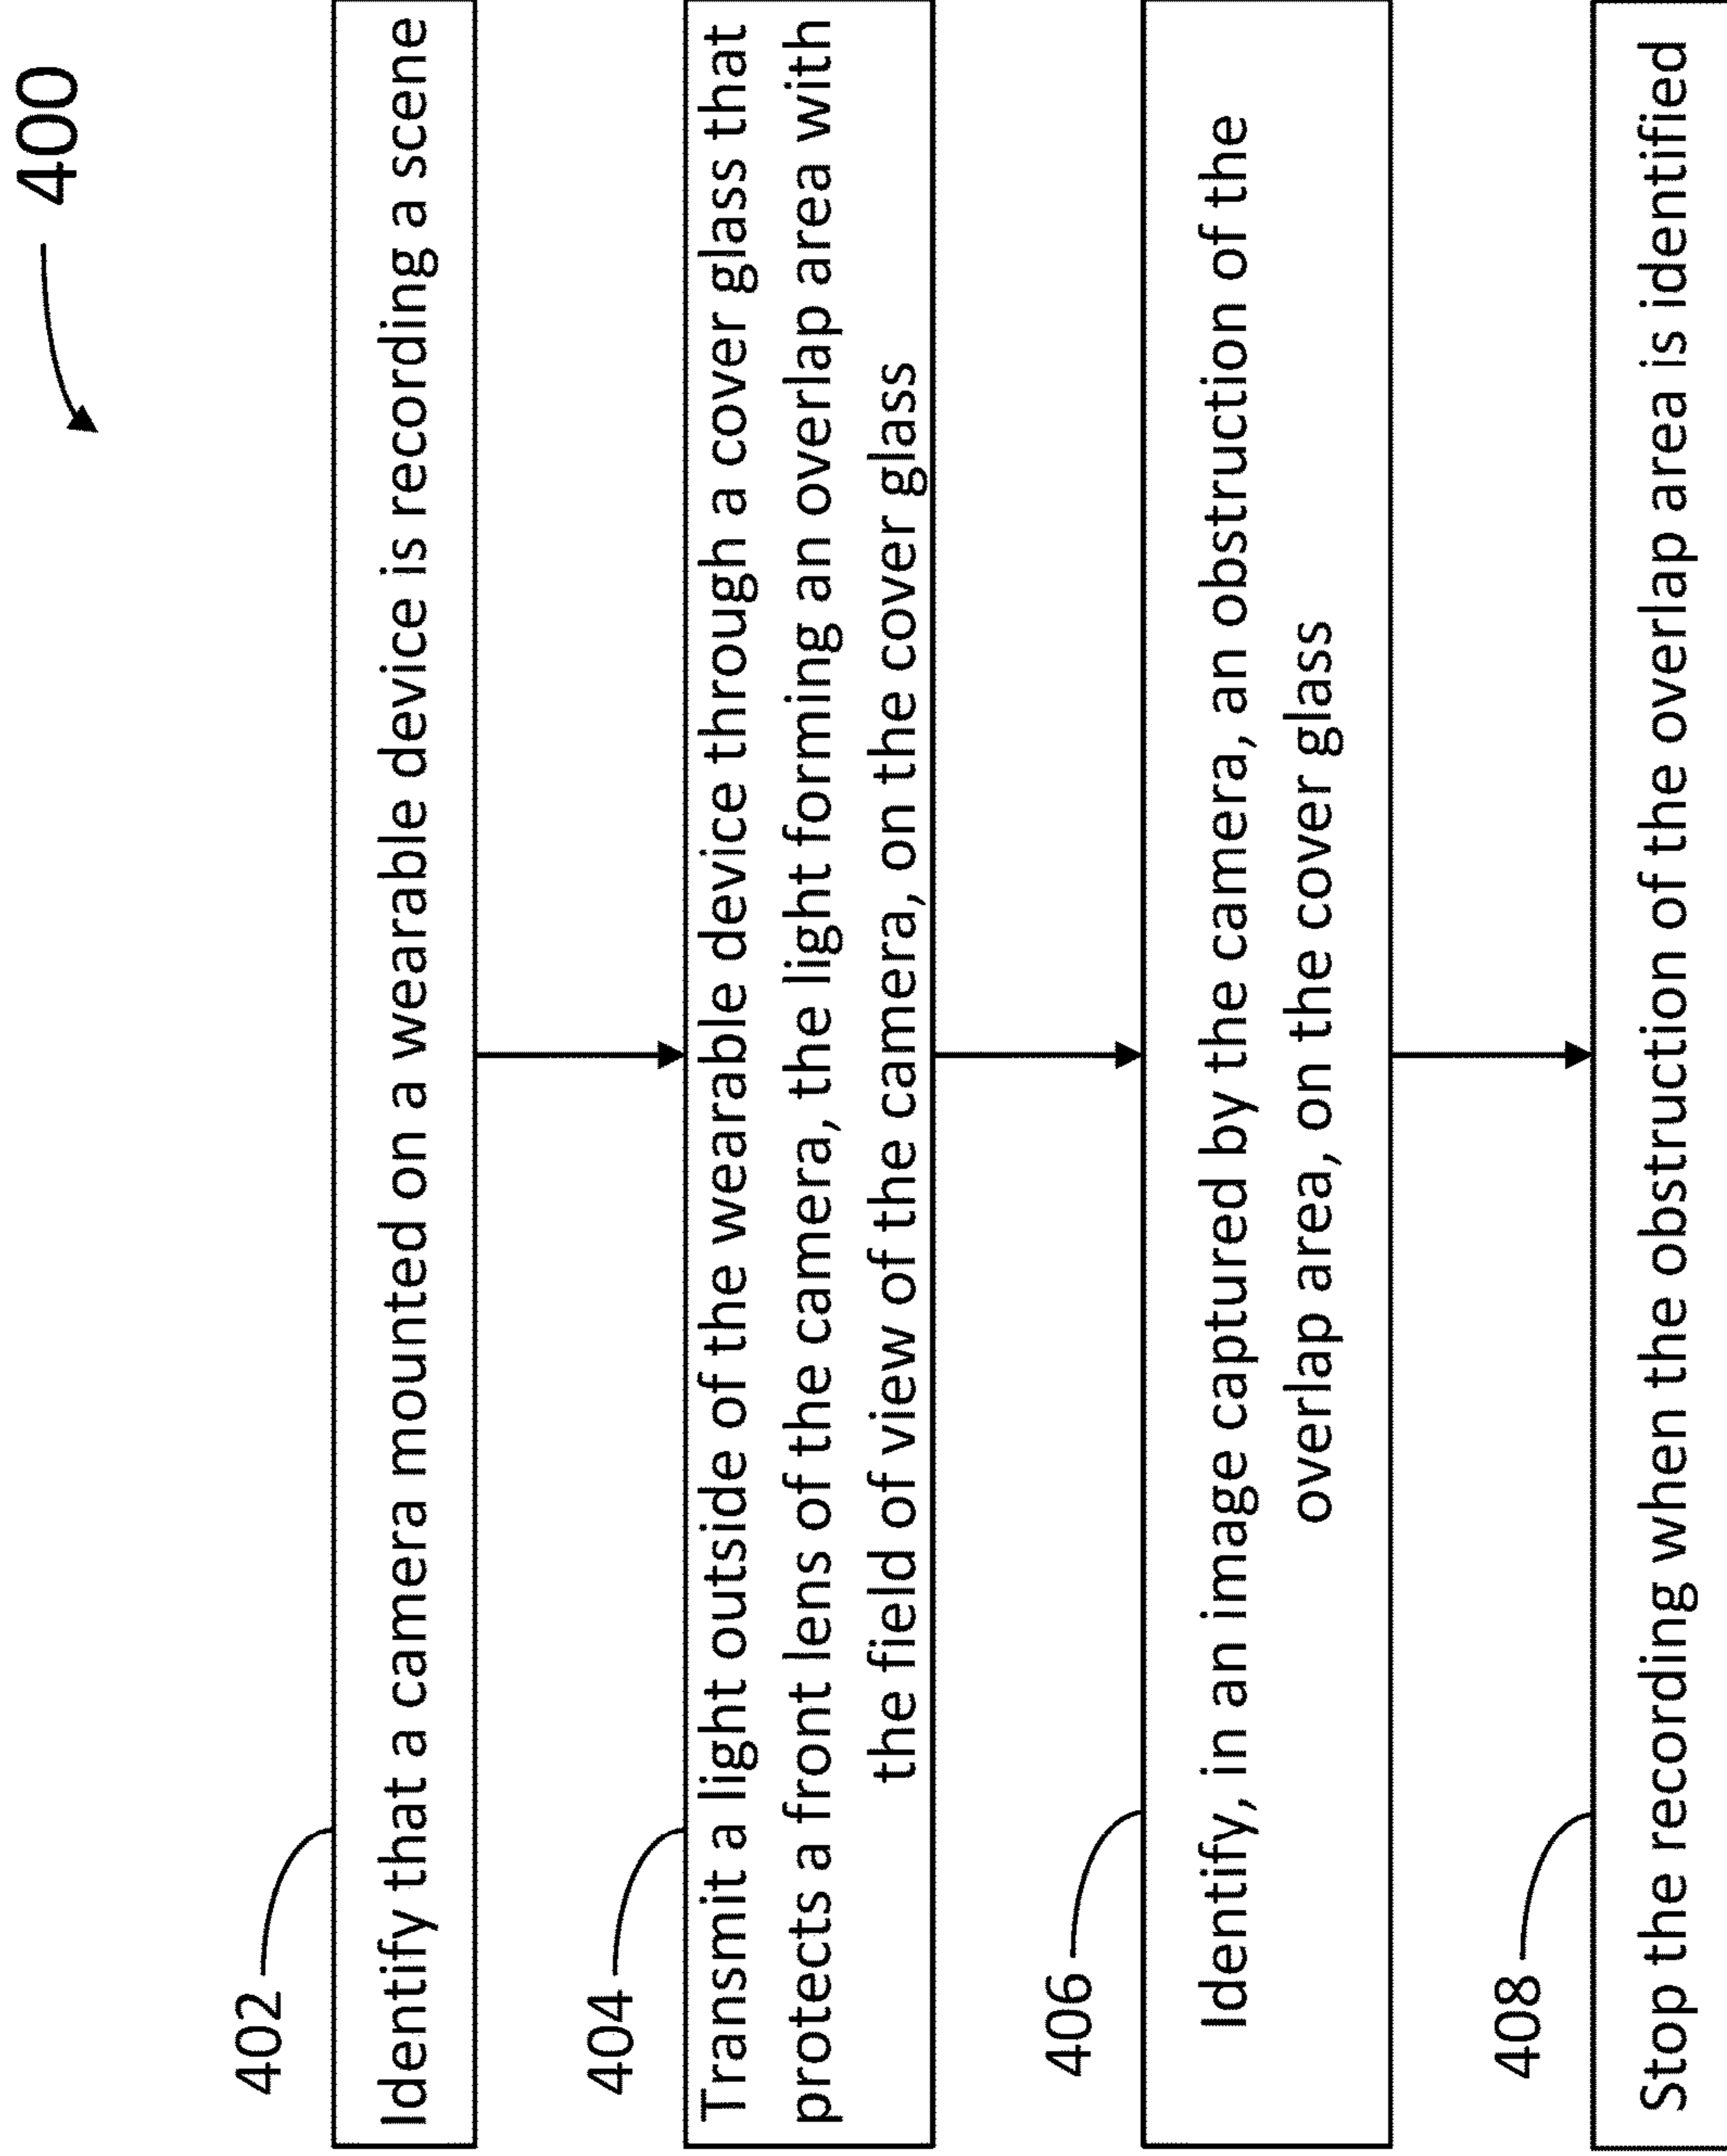 400
402
Identify that a camera mounted on a wearable device is recording a scene
404
Transmit a light outside of the wearable device through a cover glass that
protects a front lens of the camera, the light forming an overlap area with
the field of view of the camera, on the cover glass
406
Identify, in an image captured by the camera, an obstruction of the
overlap area, on the cover glass
408
Stop the recording when the obstruction of the overlap area is identified